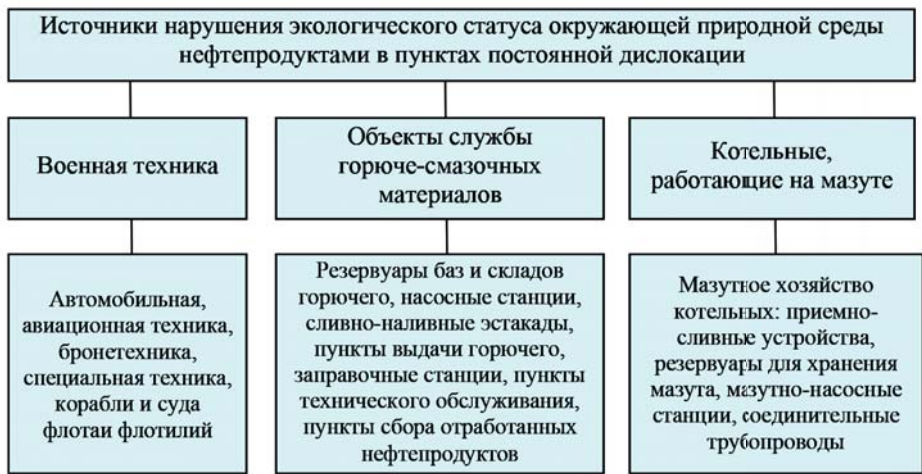 Источники нарушения экологического статуса окружающей природной среды
нефтепродуктами в пунктах постоянной дислокации
Военная техника
Объекты службы
горюче-смазочных
материалов
Котельные,
работающие на мазуте
Автомобильная,
авиационная техника,
бронетехника,
специальная техника,
корабли и суда
флотаи флотилий
Резервуары баз и складов
горючего, насосные станции,
сливно-наливные эстакады,
пункты выдачи горючего,
заправочные станции, пункты
технического обслуживания,
пункты сбора отработанных
нефтепродуктов
Мазутное хозяйство
котельных: приемно-
сливные устройства,
резервуары для хранения
мазута, мазутно-насосные
станции, соединительные
трубопроводы